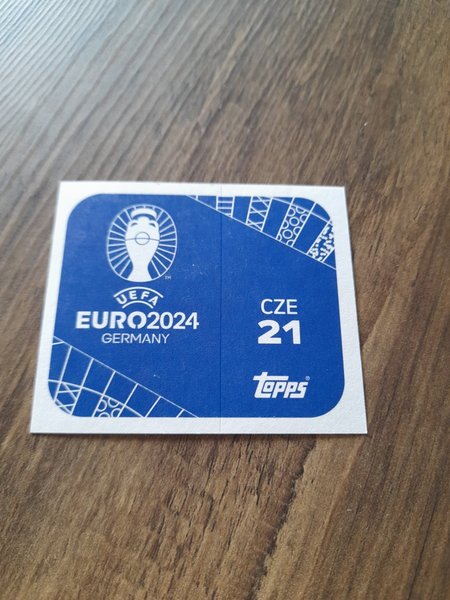 UEFA
EURO2024
GERMANY
CZE
21
topps